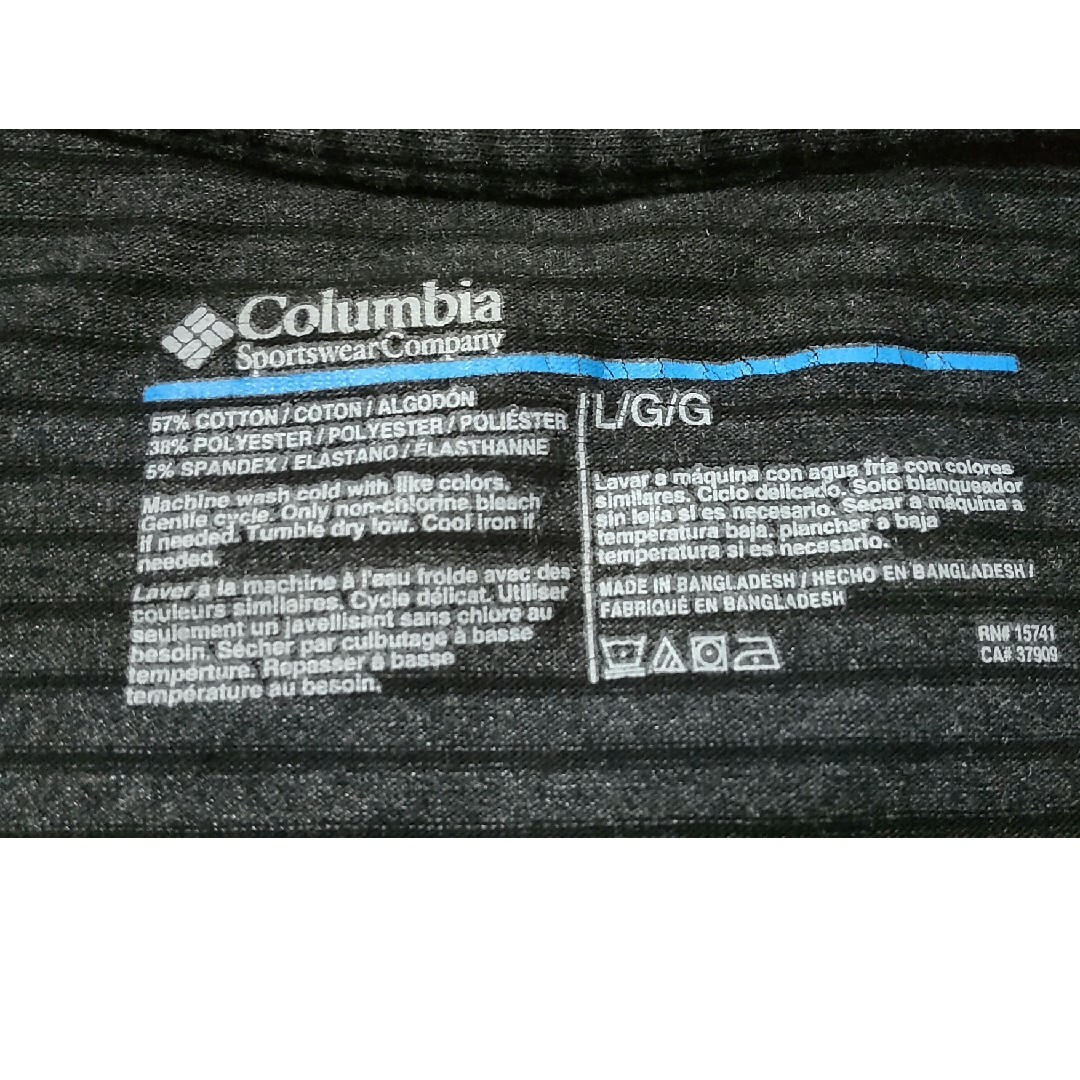 Columbia
Sportswear Company
57% COTTON / COTON / ALGODÓN
38% POLYESTER / POLYESTER / POLIÉSTER
5% SPANDEX / ELASTANO / ÉLASTHANNE
Machine wash cold with like colors.
Gentle cycle. Only non-chlorine bleach
if needed. Tumble dry low. Cool iron if
needed.
Laver à la machine à l'eau froide avec des
couleurs similaires. Cycle délicat. Utiliser
seulement un javellisant sans chlore au
besoin. Sécher par culbutage à basse
temperture. Repasser a basse
température au besoin.
L/G/G
Lavar a máquina con agua fría con colores
similares. Ciclo delicado. Solo blanqueador
sin lejía si es necesario. Secar a máquina a
temperatura baja. planchar a baja
temperatura si es necesario.
MADE IN BANGLADESH / HECHO EN BANGLADESH /
FABRIQUÉ EN BANGLADESH
RN# 15741
CA# 37909